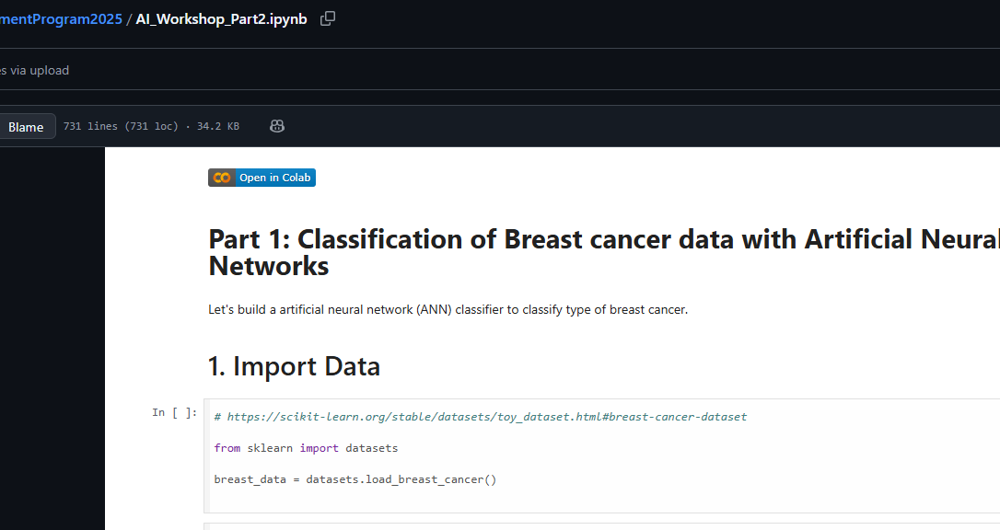 mentProgram2025 / AI_Workshop_Part2.ipynb
es via upload
Blame 731 lines (731 loc) · 34.2 KB
Open in Colab
Part 1: Classification of Breast cancer data with Artificial Neural
Networks
Let's build a artificial neural network (ANN) classifier to classify type of breast cancer.
1. Import Data
In [ ]:
# https://scikit-learn.org/stable/datasets/toy_dataset.html#breast-cancer-dataset
from sklearn import datasets
breast_data = datasets.load_breast_cancer()